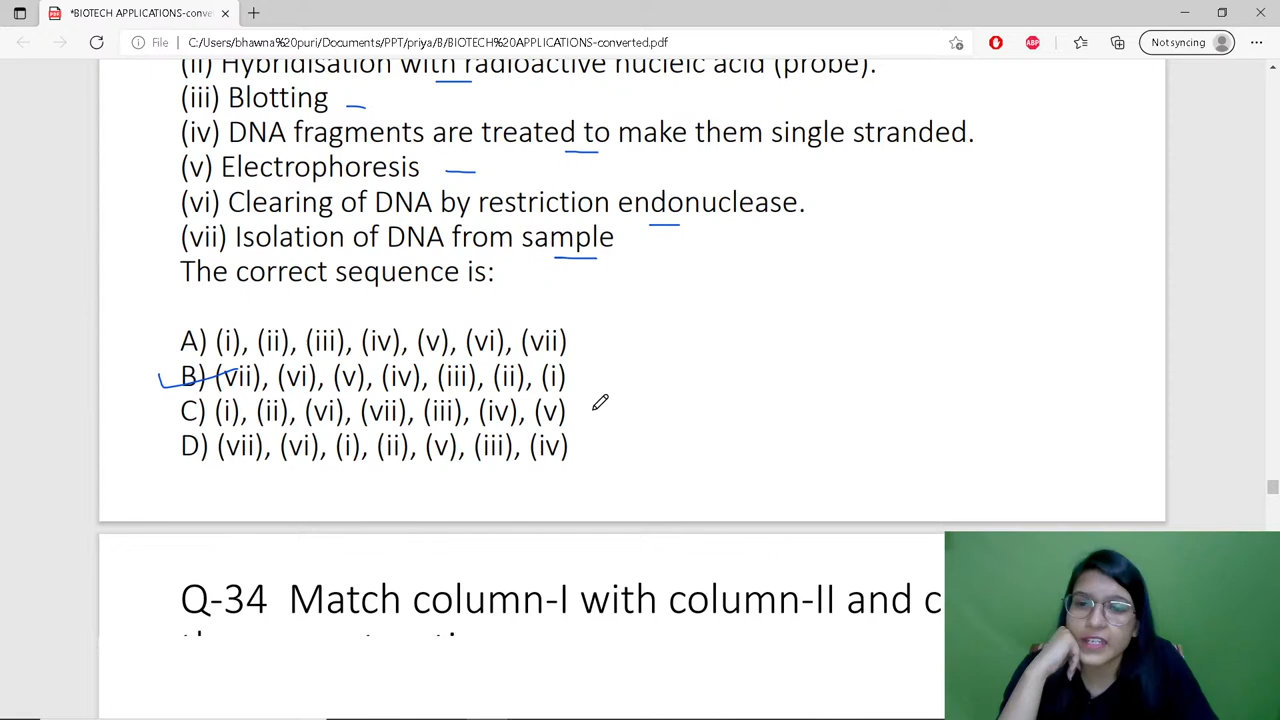 *BIOTECH APPLICATIONS-conver
File
C:/Users/bhawna%20puri/Documents/PPT/priya/B/BIOTECH%20APPLICATIONS-converted.pdf
ABP
Not syncing
(ii) Hybridisation with radioactive nucleic acid (probe).
(iii) Blotting
(iv) DNA fragments are treated to make them single stranded.
(v) Electrophoresis
(vi) Clearing of DNA by restriction endonuclease.
(vii) Isolation of DNA from sample
The correct sequence is:
A) (i), (ii), (iii), (iv), (v), (vi), (vii)
B) (vii), (vi), (v), (iv), (iii), (ii), (i)
C) (i), (ii), (vi), (vii), (iii), (iv), (v)
D) (vii), (vi), (i), (ii), (v), (iii), (iv)
Q-34 Match column-I with column-II and c